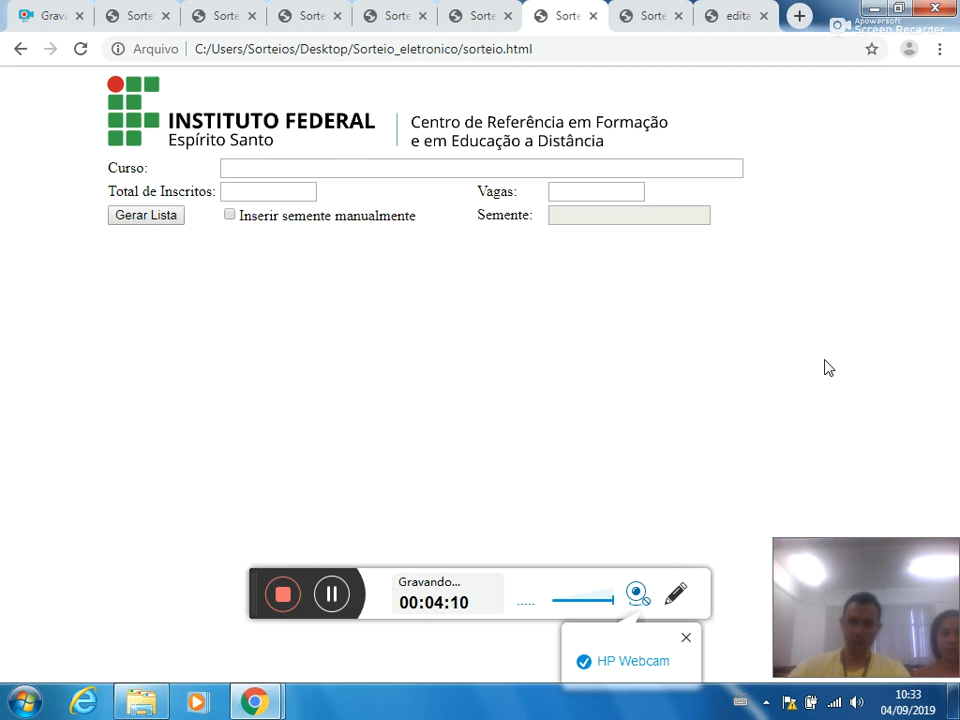 Grava
Sorte
Sorte
Sorte
Sorte
Sorte
Sorte
Sorte
edita
Apowersoft
Screen Recorder
Arquivo
C:/Users/Sorteios/Desktop/Sorteio_eletronico/sorteio.html
INSTITUTO FEDERAL
Espírito Santo
Centro de Referência em Formação
e em Educação a Distância
Curso:
Total de Inscritos:
Vagas:
Gerar Lista
Inserir semente manualmente
Semente:
Gravando...
00:04:10
HP Webcam
10:33
04/09/2019